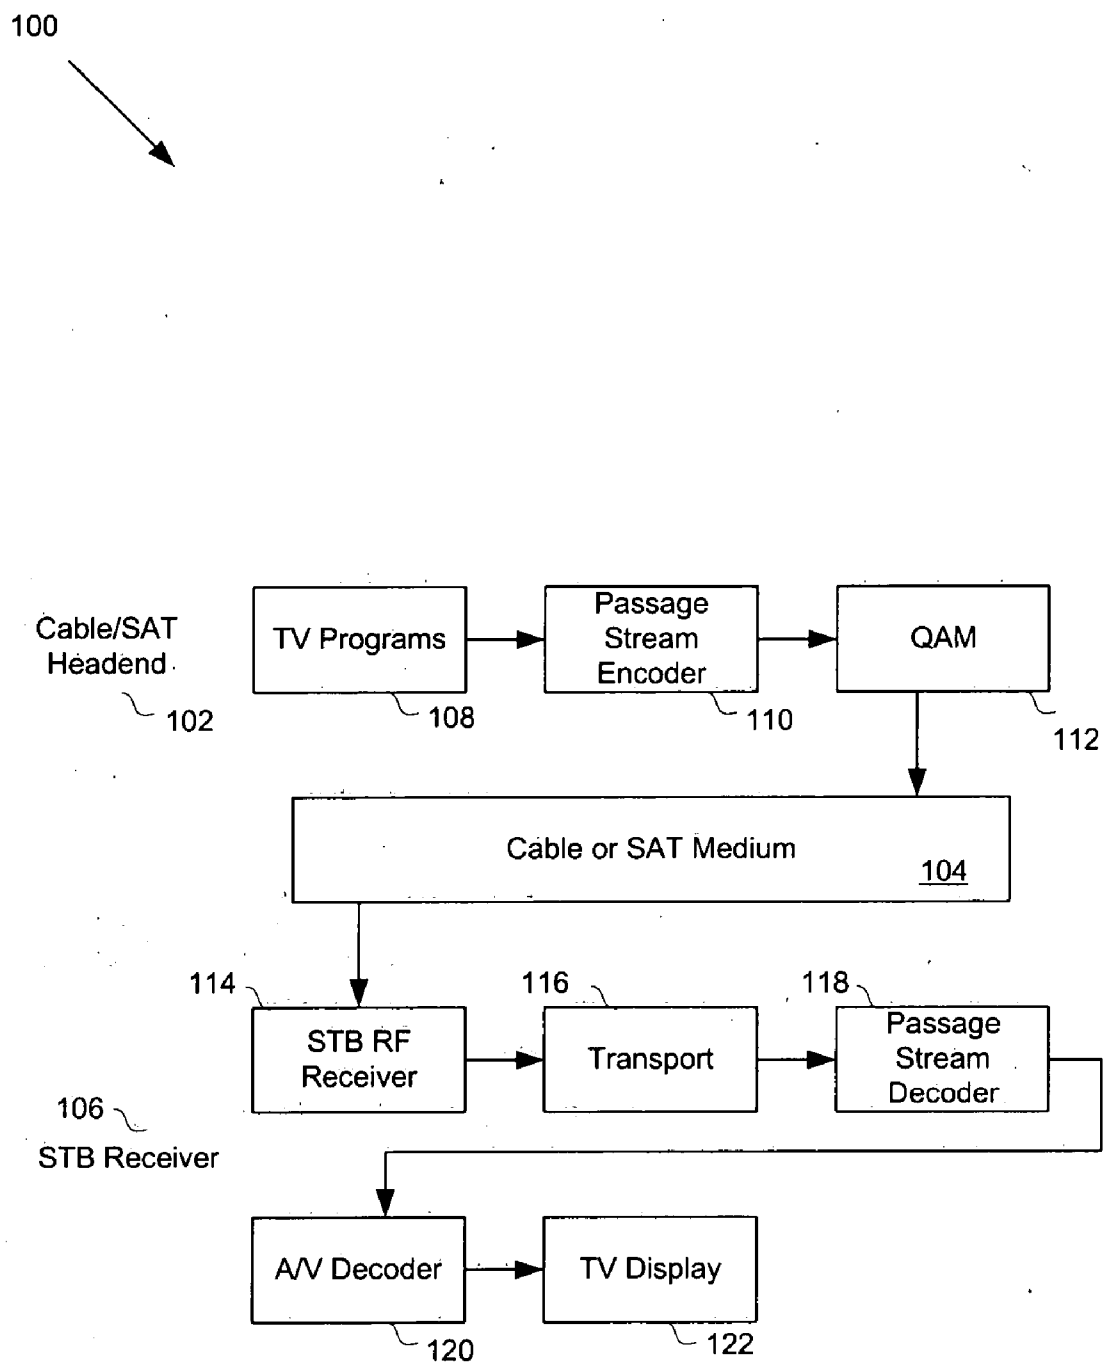 100
Cable/SAT
Headend
102
TV Programs
108
Passage
Stream
Encoder
110
QAM
112
Cable or SAT Medium
104
114
STB RF
Receiver
116
Transport
118
Passage
Stream
Decoder
106
STB Receiver
A/V Decoder
120
TV Display
122